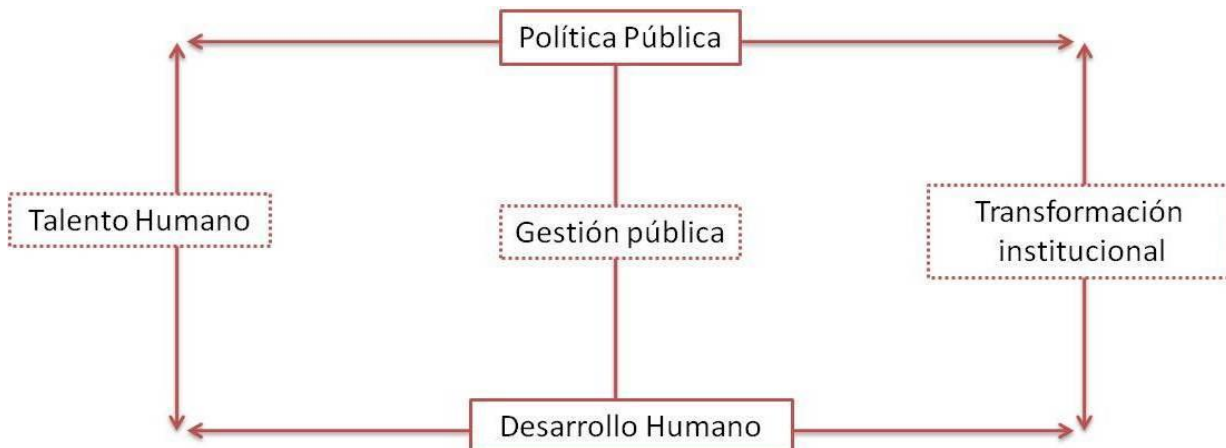 Política Pública
Talento Humano
Gestión pública
Transformación
institucional
Desarrollo Humano